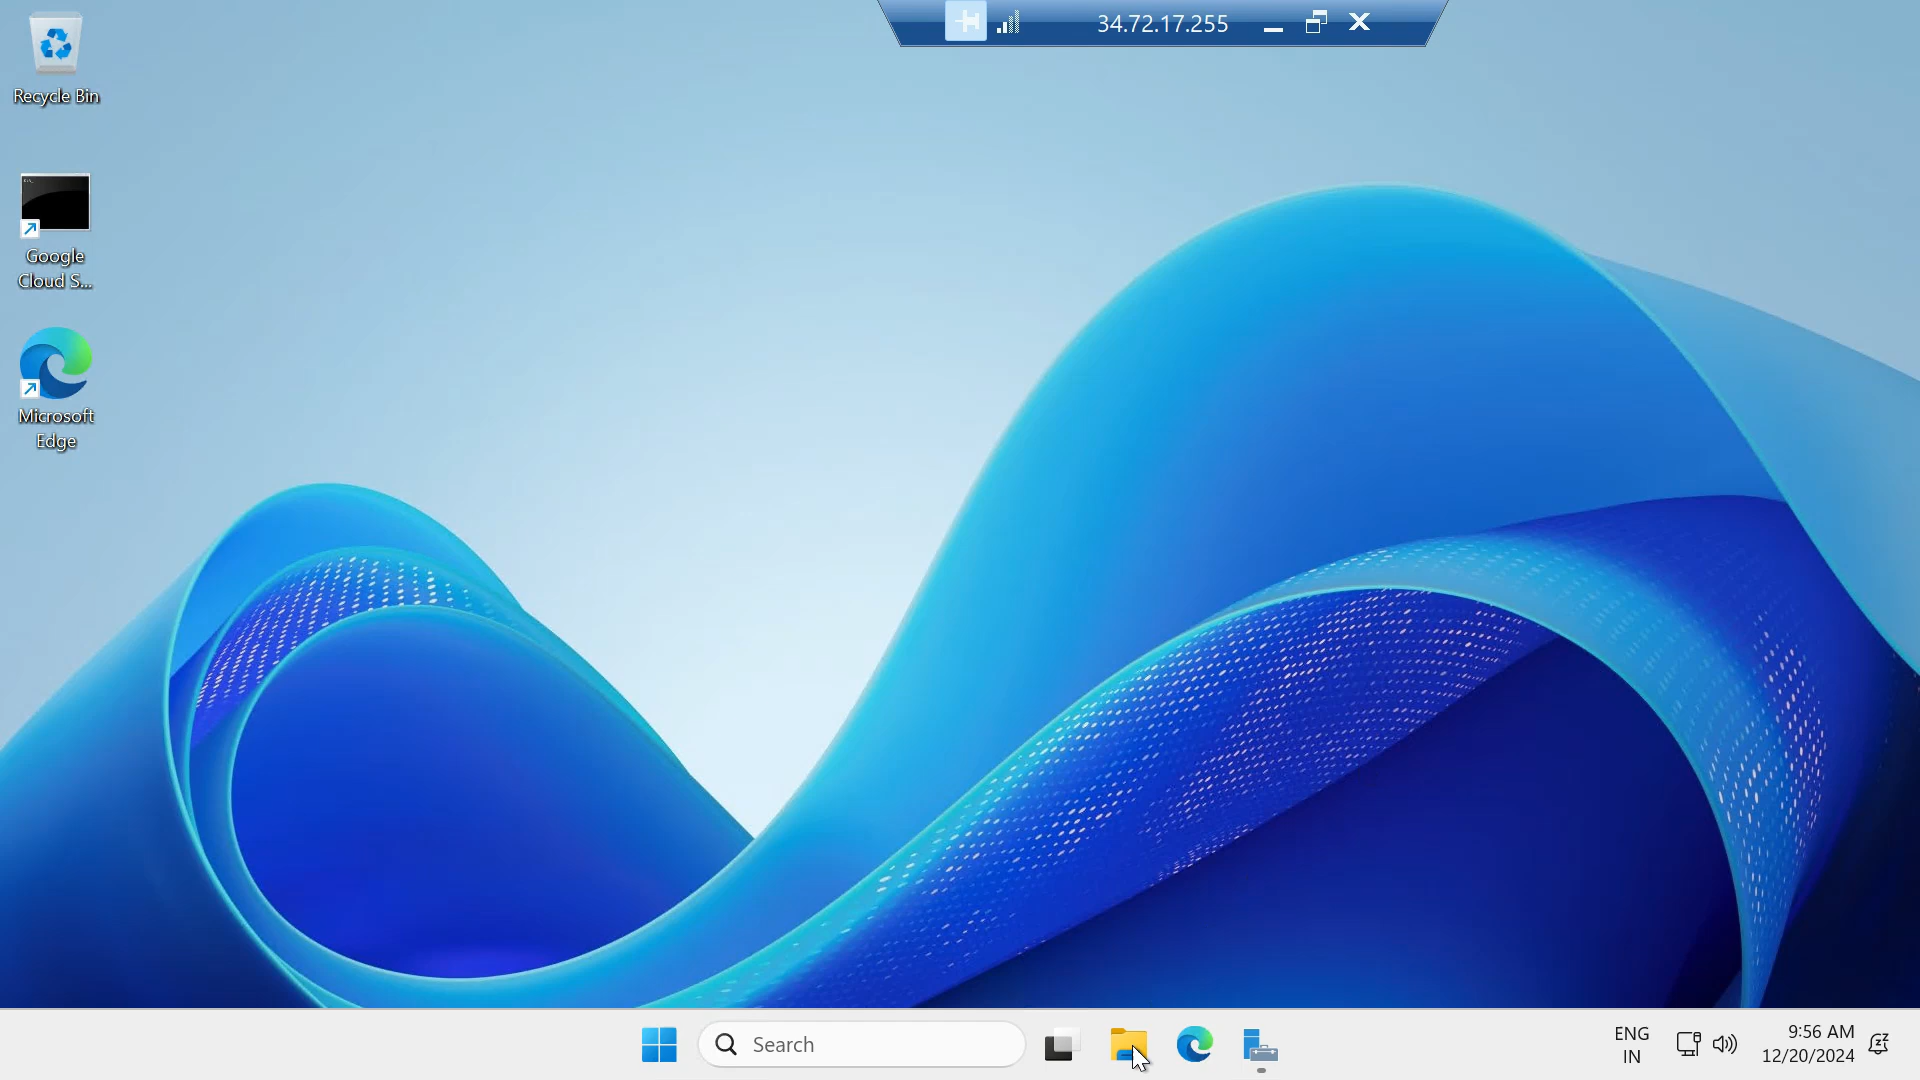 34.72.17.255
Recycle Bin
Google
Cloud S...
Microsoft
Edge
Search
ENG
IN
9:56 AM
12/20/2024